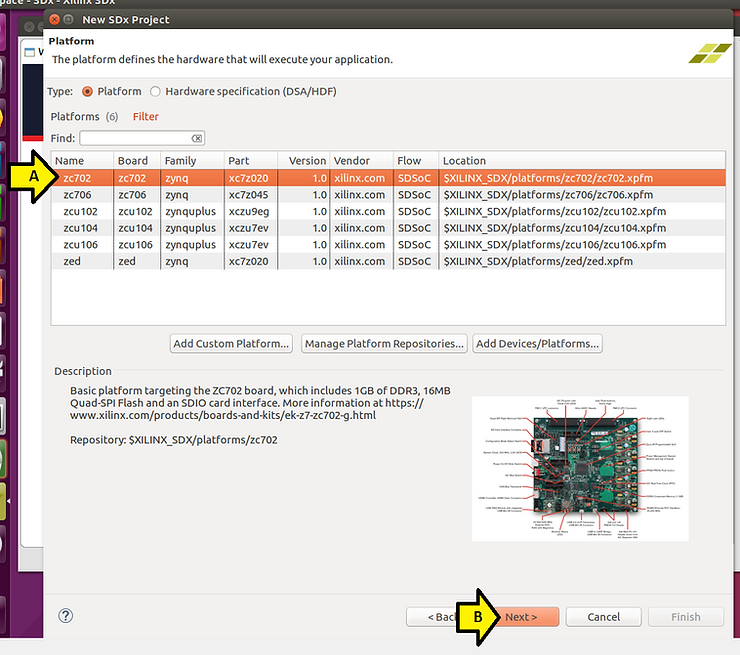 pace - SDx - Xilinx SDx
New SDx Project
Platform
The platform defines the hardware that will execute your application.
Type: Platform Hardware specification (DSA/HDF)
Platforms (6) Filter
Find:
Name Board Family Part Version Vendor Flow Location
A zc702 zc702 zynq xc7z020 1.0 xilinx.com SDSoC $XILINX_SDX/platforms/zc702/zc702.xpfm
zc706 zc706 zynq xc7z045 1.0 xilinx.com SDSoC $XILINX_SDX/platforms/zc706/zc706.xpfm
zcu102 zcu102 zynquplus xczu9eg 1.0 xilinx.com SDSoC $XILINX_SDX/platforms/zcu102/zcu102.xpfm
zcu104 zcu104 zynquplus xczu7ev 1.0 xilinx.com SDSoC $XILINX_SDX/platforms/zcu104/zcu104.xpfm
zcu106 zcu106 zynquplus xczu7ev 1.0 xilinx.com SDSoC $XILINX_SDX/platforms/zcu106/zcu106.xpfm
zed zed zynq xc7z020 1.0 xilinx.com SDSoC $XILINX_SDX/platforms/zed/zed.xpfm
Add Custom Platform... Manage Platform Repositories... Add Devices/Platforms...
Description
Basic platform targeting the ZC702 board, which includes 1GB of DDR3, 16MB
Quad-SPI Flash and an SDIO card interface. More information at https://
www.xilinx.com/products/boards-and-kits/ek-z7-zc702-g.html
Repository: $XILINX_SDX/platforms/zc702
? < Back B Next > Cancel Finish